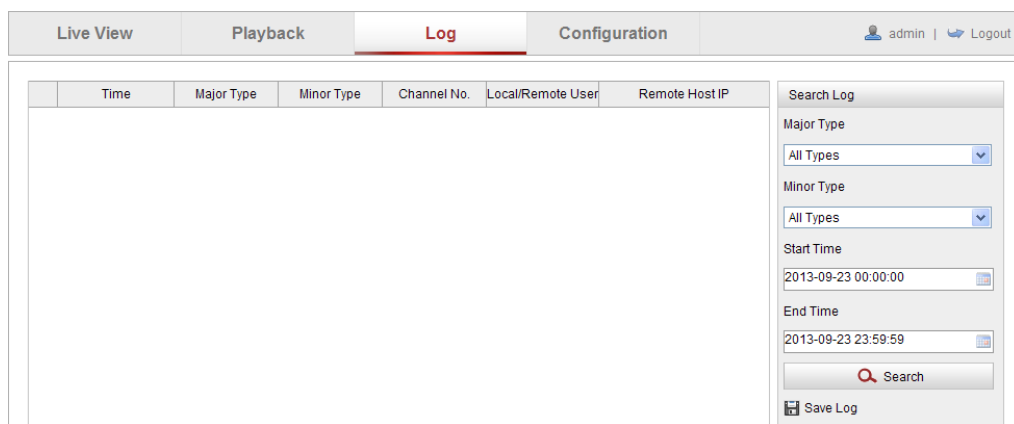 Live View Playback Log Configuration admin | Logout
Time Major Type Minor Type Channel No. Local/Remote User Remote Host IP
Search Log
Major Type
All Types
Minor Type
All Types
Start Time
2013-09-23 00:00:00
End Time
2013-09-23 23:59:59
Search
Save Log